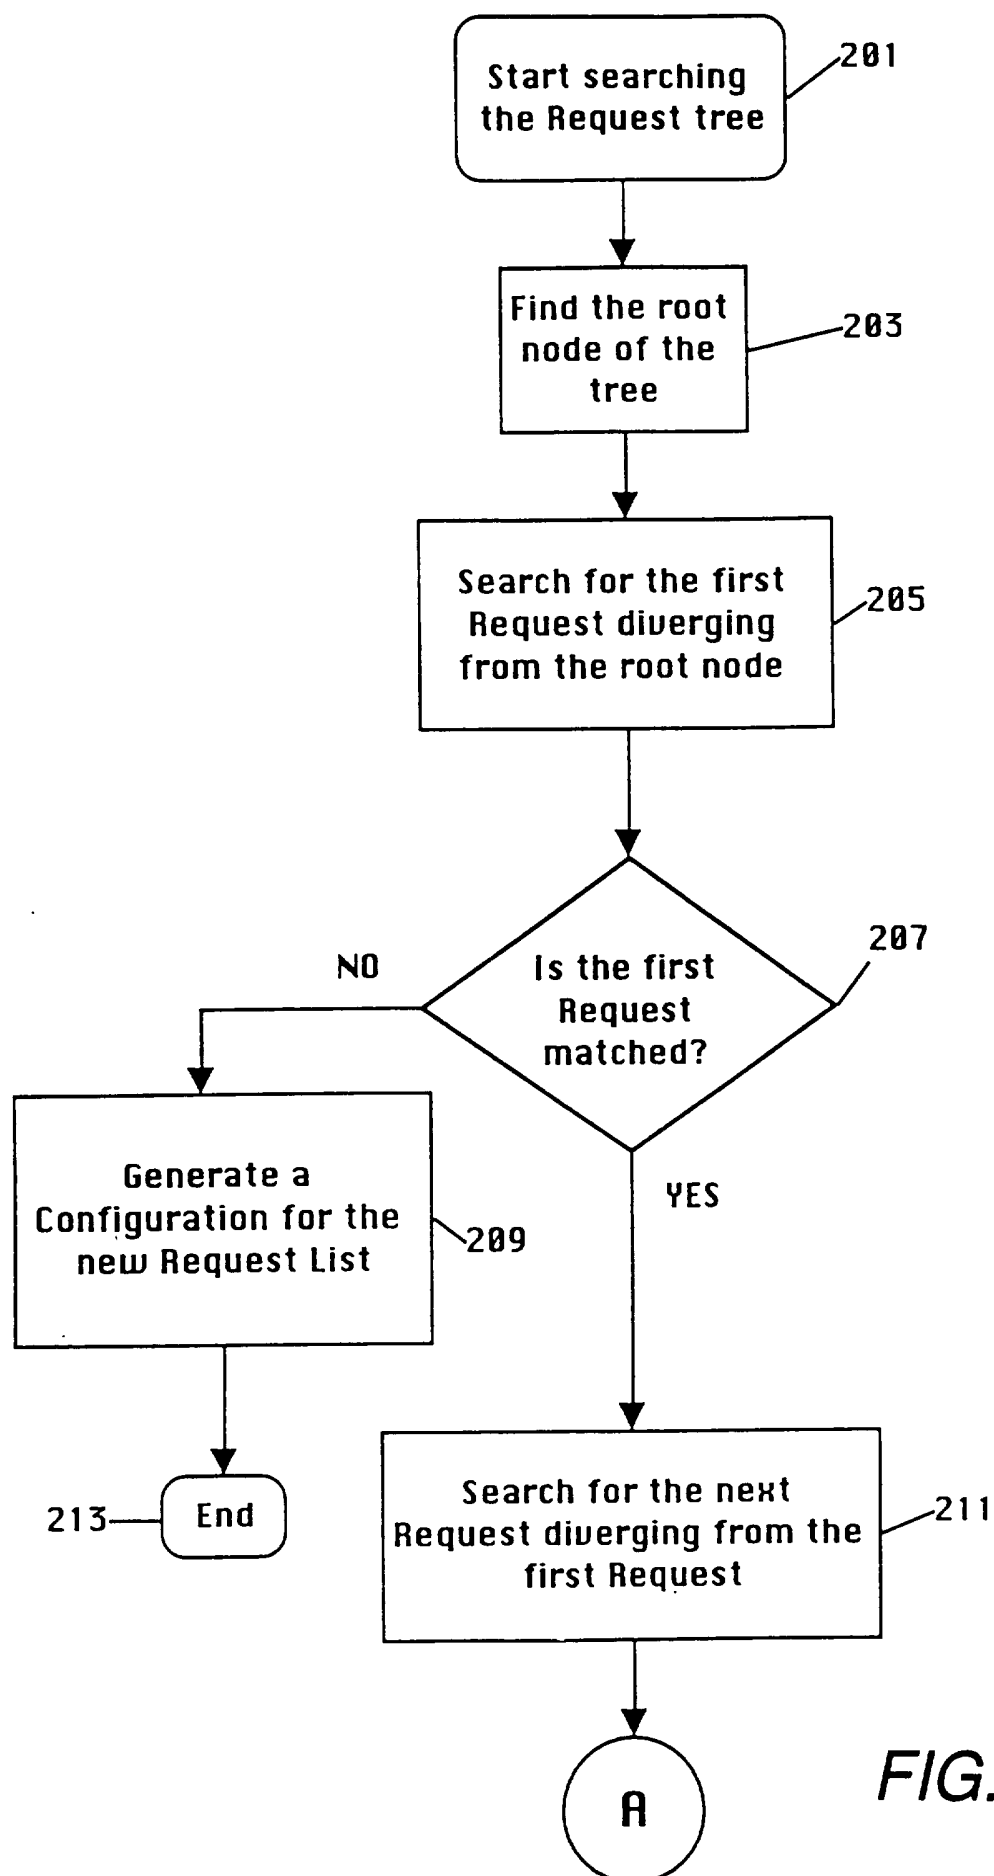 Start searching
the Request tree
201
Find the root
node of the
tree
203
Search for the first
Request diverging
from the root node
205
Is the first
Request
matched?
207
NO
YES
Generate a
Configuration for the
new Request List
209
Search for the next
Request diverging from the
first Request
211
213
End
A
FIG.